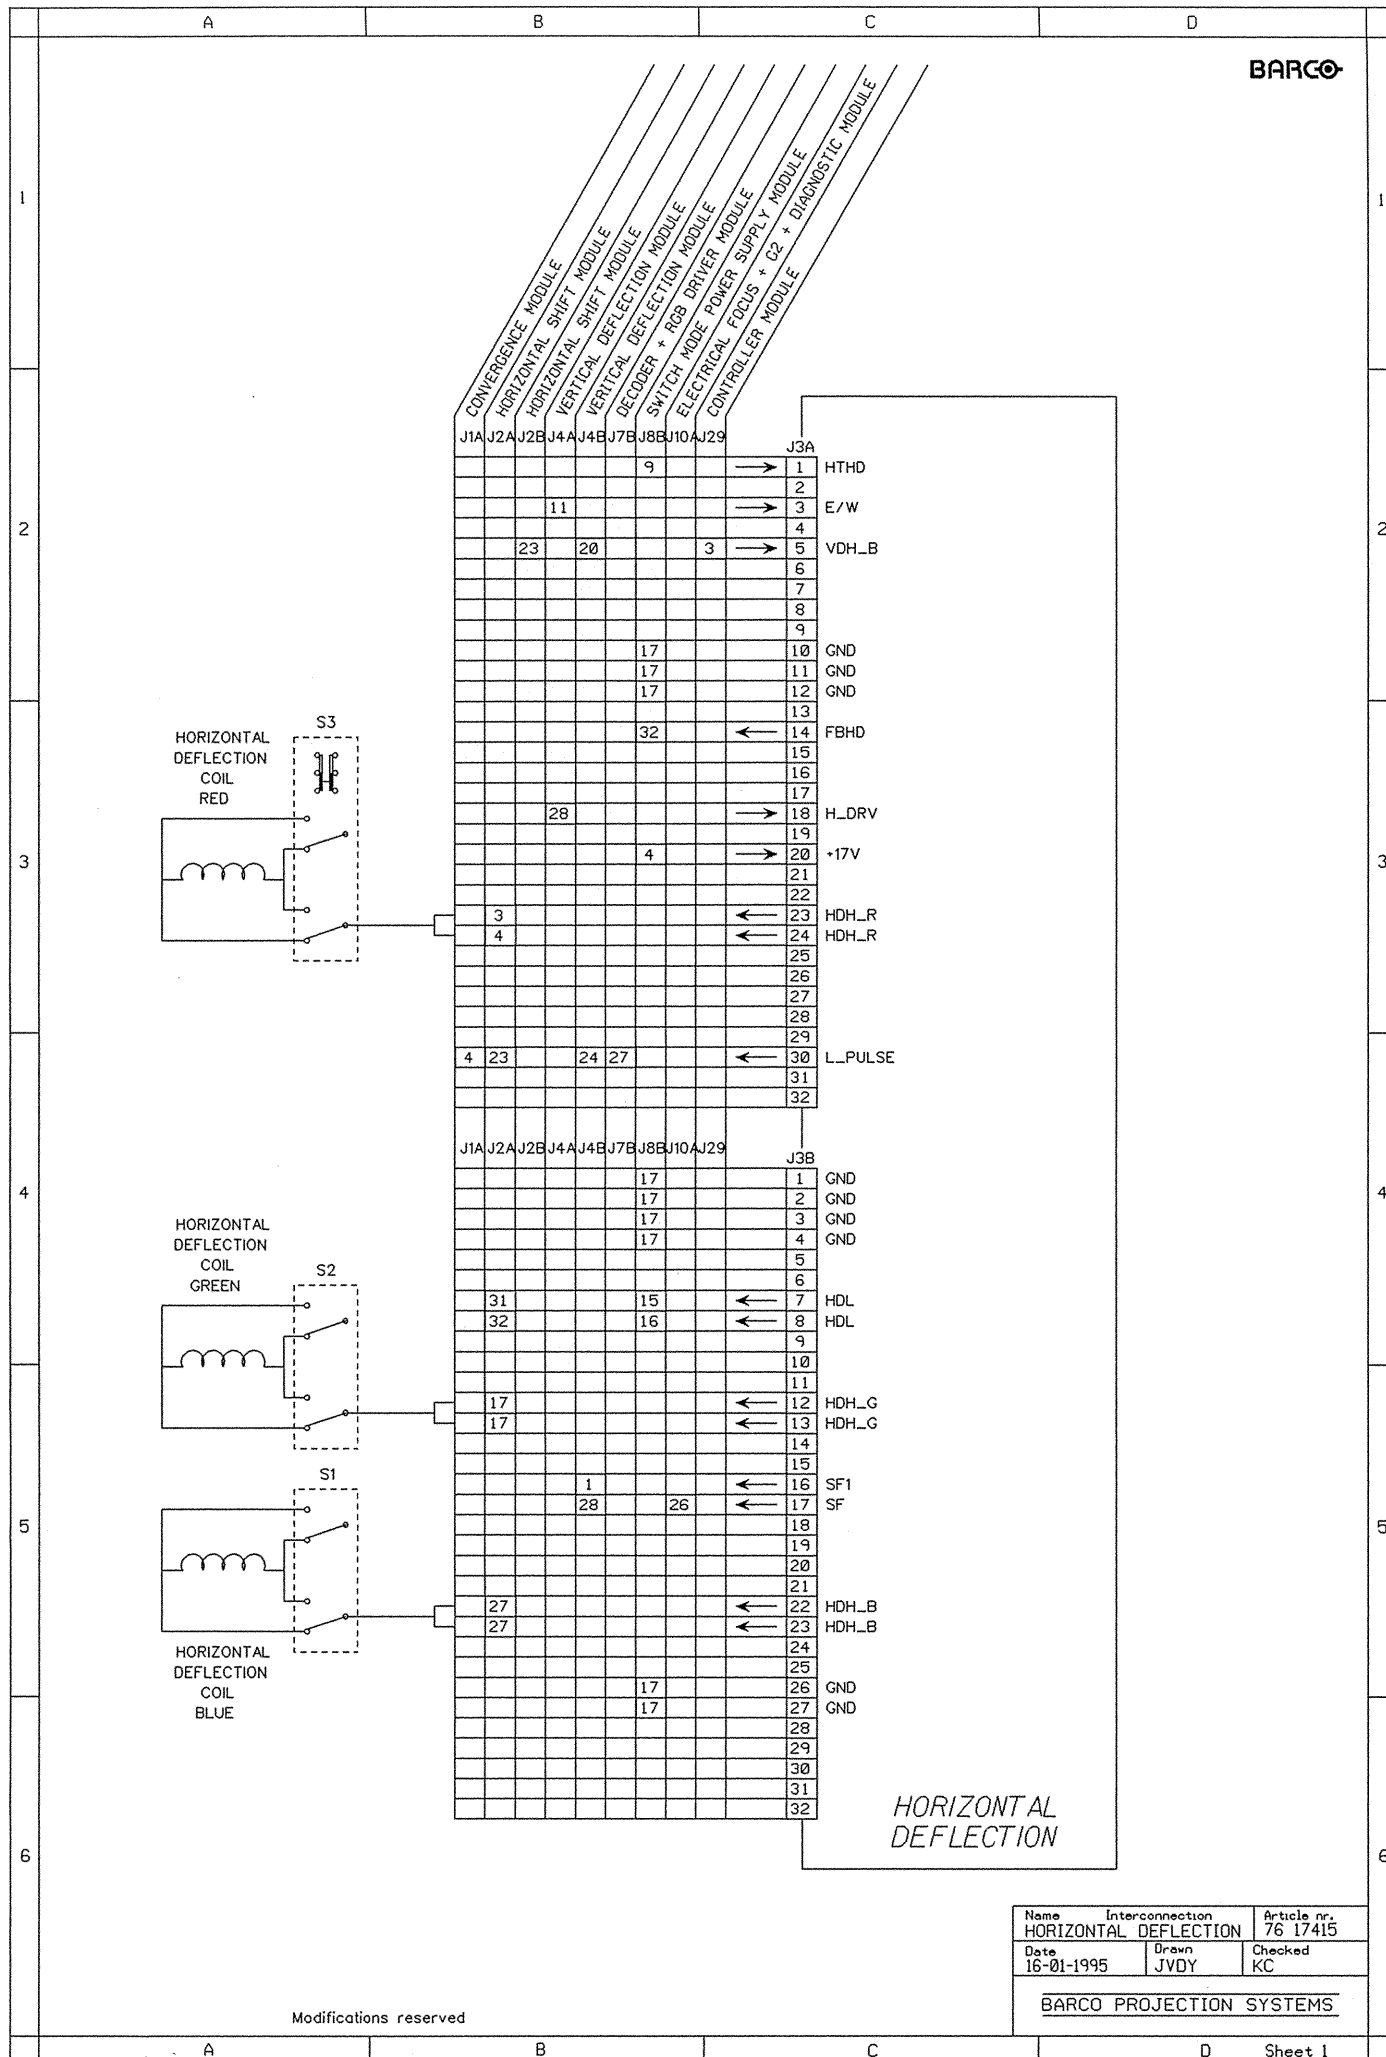 A B C D
BARCO
CONVERGENCE MODULE
HORIZONTAL SHIFT MODULE
HORIZONTAL SHIFT MODULE
VERTICAL DEFLECTION MODULE
VERITCAL DEFLECTION MODULE
DECODER + RGB DRIVER MODULE
SWITCH MODE POWER SUPPLY MODULE
ELECTRICAL FOCUS + G2 + DIAGNOSTIC MODULE
CONTROLLER MODULE
1 1
J1A J2A J2B J4A J4B J7B J8B J10A J29
J3A
9 1 HTHD
2
11 3 E/W
2 4 2
23 20 3 5 VDH_B
6
7
8
9
17 10 GND
17 11 GND
17 12 GND
13
32 14 FBHD
15
16
17
28 18 H_DRV
19
4 20 +17V
3 21 3
22
3 23 HDH_R
4 24 HDH_R
25
26
27
28
29
4 23 24 27 30 L_PULSE
31
32
S3
HORIZONTAL
DEFLECTION
COIL
RED
J1A J2A J2B J4A J4B J7B J8B J10A J29
J3B
17 1 GND
4 17 2 GND 4
17 3 GND
17 4 GND
5
6
31 15 7 HDL
32 16 8 HDL
9
10
11
17 12 HDH_G
17 13 HDH_G
14
15
1 16 SF1
28 26 17 SF
5 18 5
19
20
21
27 22 HDH_B
27 23 HDH_B
24
25
17 26 GND
17 27 GND
28
29
30
31
32
HORIZONTAL
DEFLECTION
COIL
GREEN
S2
S1
HORIZONTAL
DEFLECTION
COIL
BLUE
HORIZONTAL
DEFLECTION
6 6
Name Interconnection Article nr.
HORIZONTAL DEFLECTION 76 17415
Date Drawn Checked
16-01-1995 JVDY KC
BARCO PROJECTION SYSTEMS
Modifications reserved
A B C D Sheet 1